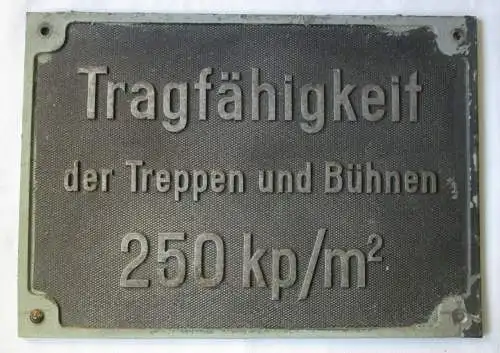 Tragfähigkeit
der Treppen und Bühnen
250 kp/m²